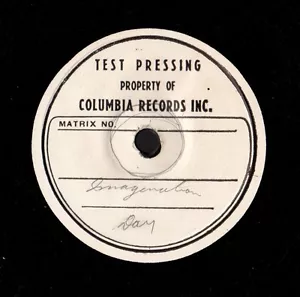 TEST PRESSING
PROPERTY OF
COLUMBIA RECORDS INC.
MATRIX NO.
Imagination
Day